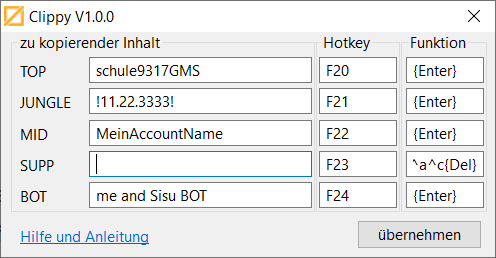 Clippy V1.0.0
zu kopierender Inhalt Hotkey Funktion
TOP schule9317GMS F20 {Enter}
JUNGLE !11.22.3333! F21 {Enter}
MID MeinAccountName F22 {Enter}
SUPP F23 ^a^c{Del}
BOT me and Sisu BOT F24 {Enter}
Hilfe und Anleitung übernehmen